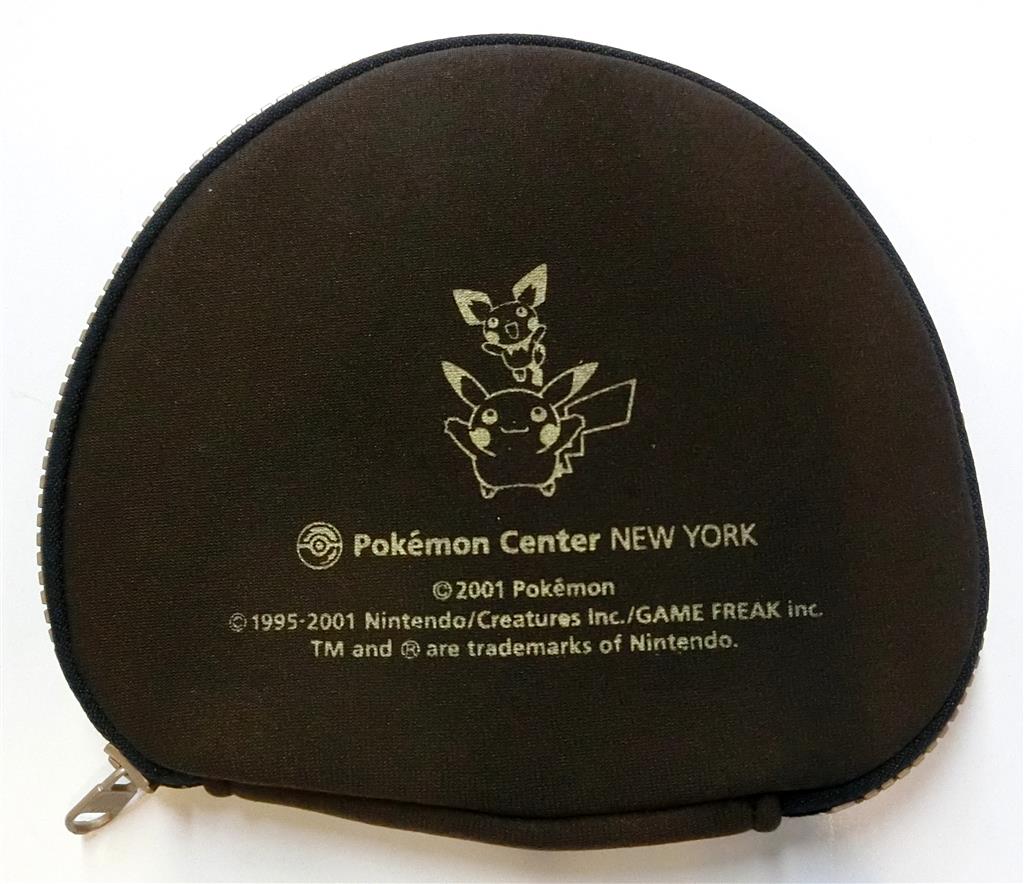 Pokémon Center NEW YORK
©2001 Pokémon
©1995-2001 Nintendo/Creatures Inc./GAME FREAK inc.
TM and ® are trademarks of Nintendo.